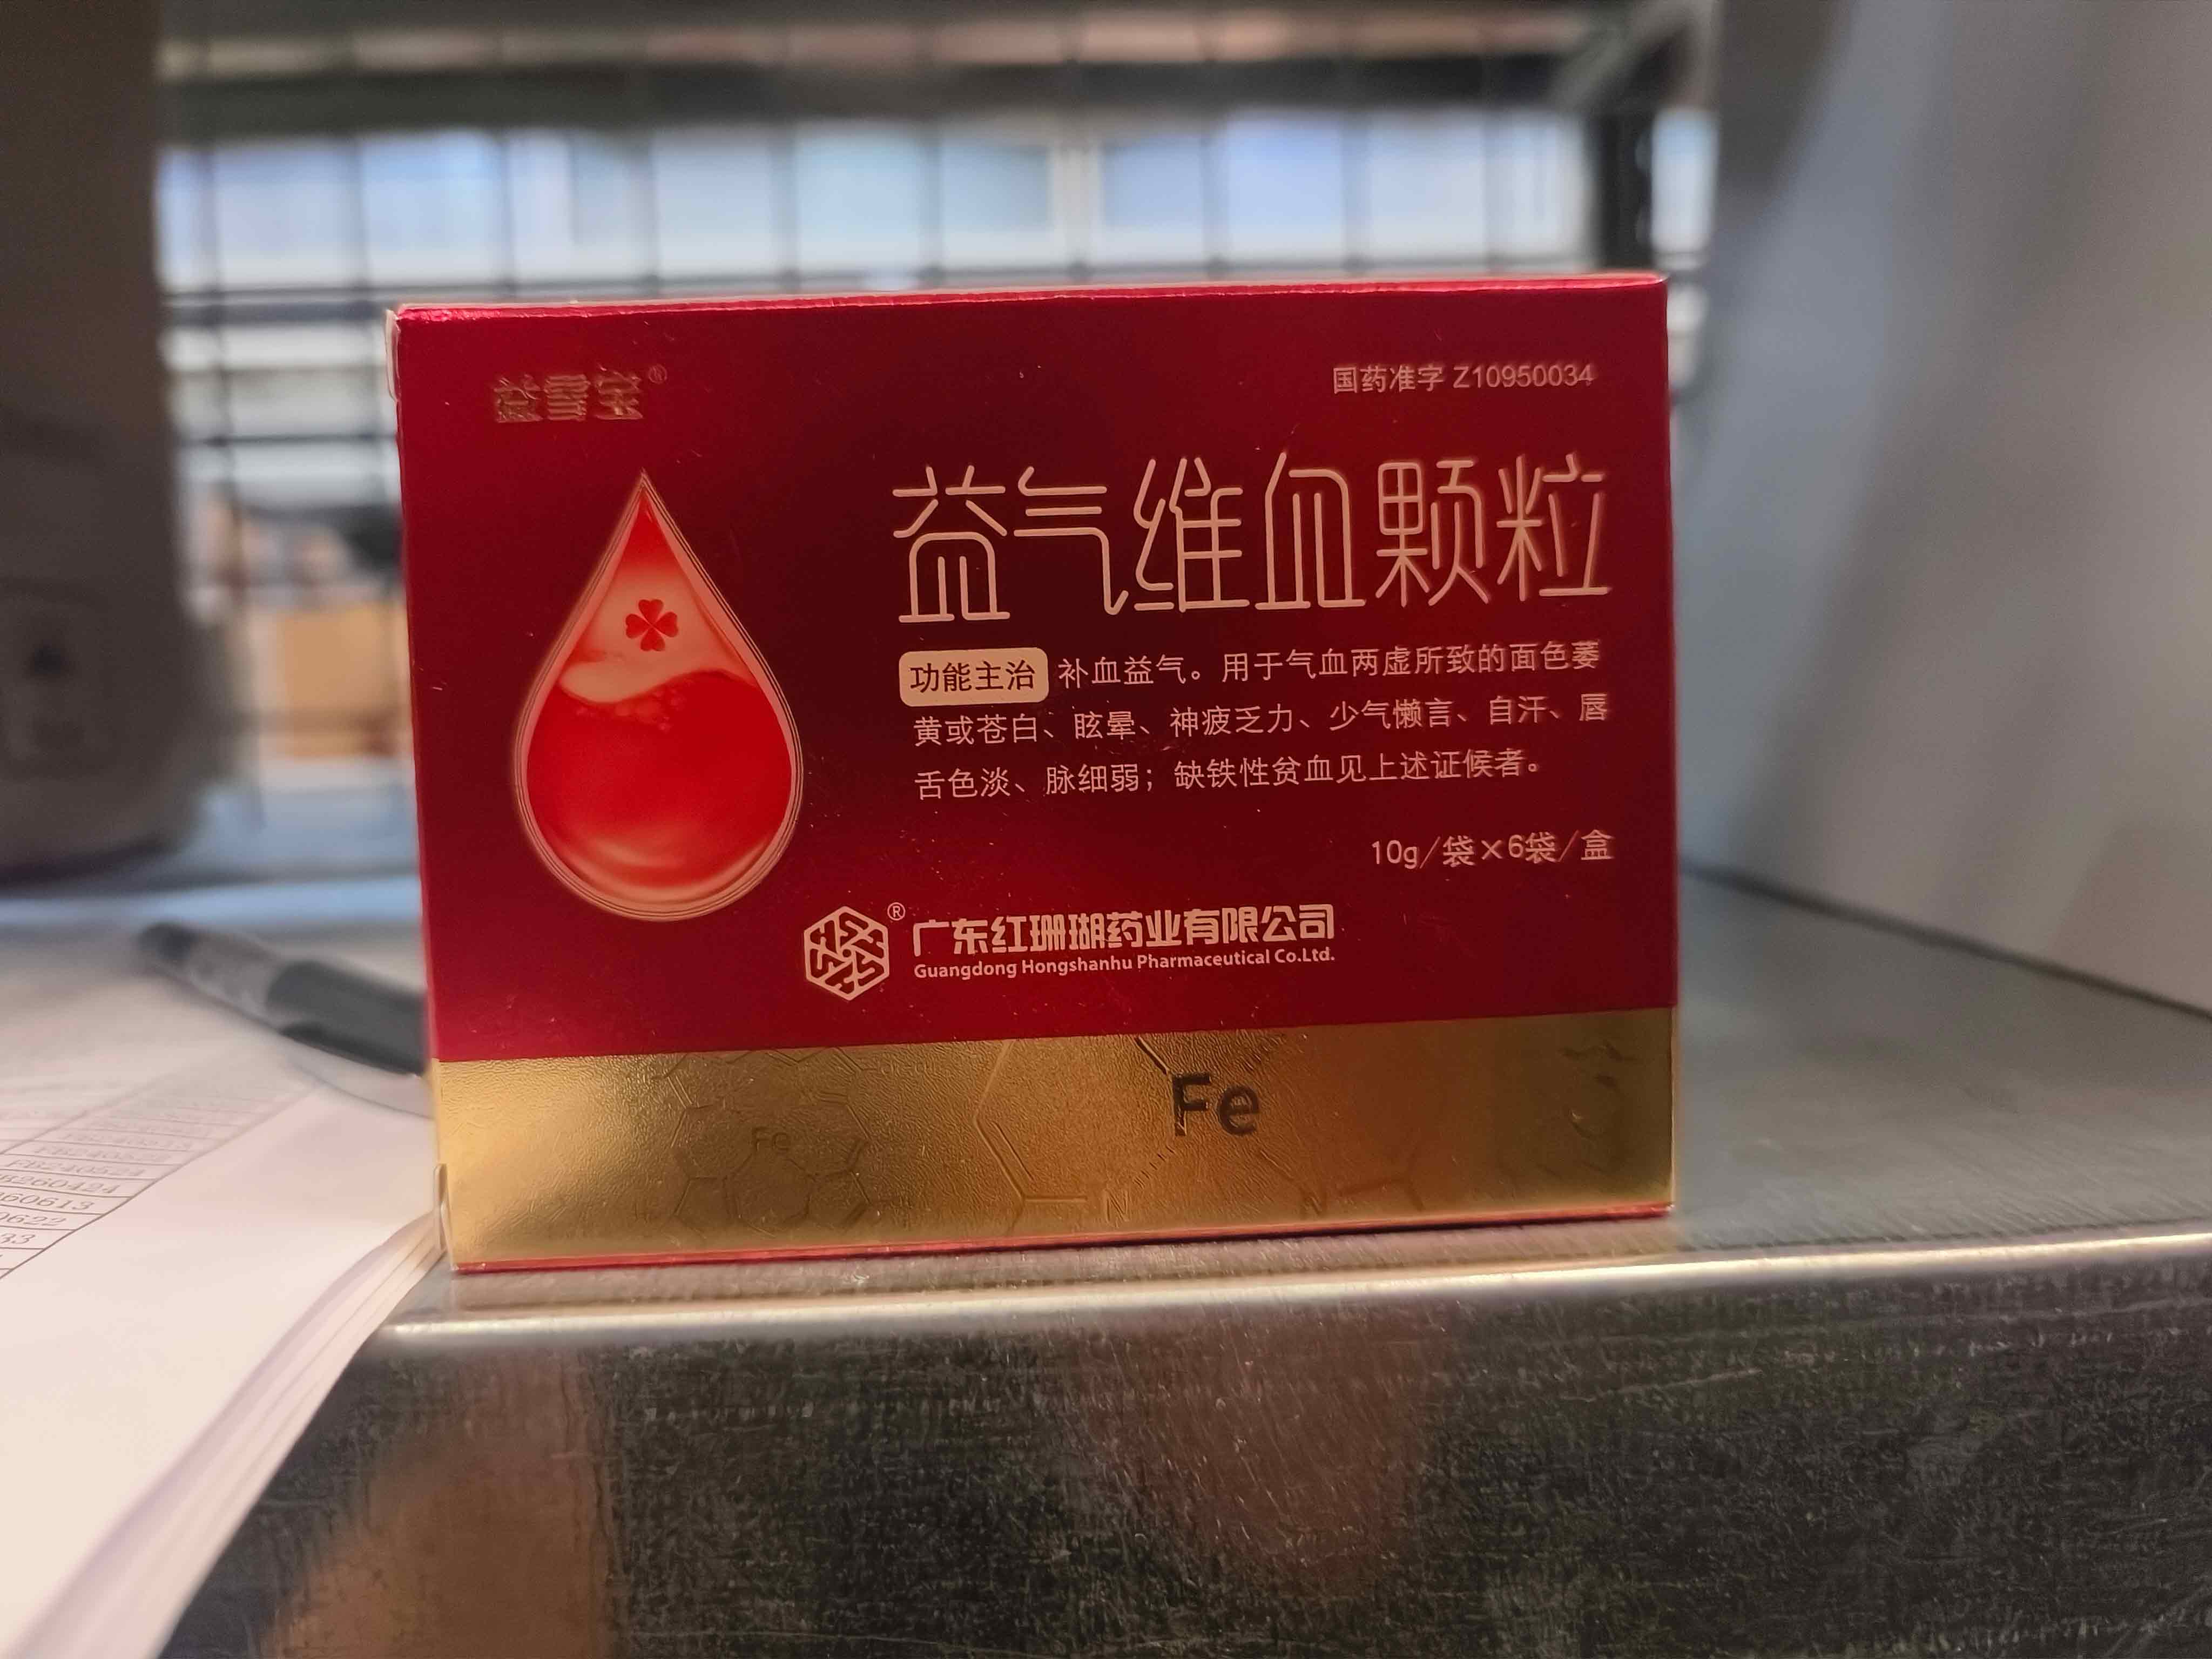 国药准字 Z10950034
益气维血颗粒
功能主治 补血益气。用于气血两虚所致的面色萎
黄或苍白、眩晕、神疲乏力、少气懒言、自汗、唇
舌色淡、脉细弱；缺铁性贫血见上述证候者。
10g/袋×6袋/盒
® 广东红珊瑚药业有限公司
Guangdong Hongshanhu Pharmaceutical Co.Ltd.
Fe
Fe
N
N
FB240524
260424
60613